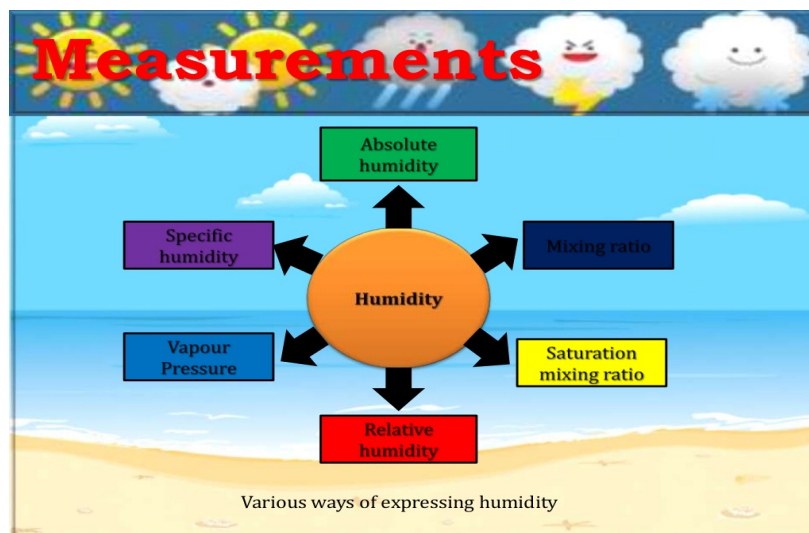 Measurements
Absolute
humidity
Specific
humidity
Mixing ratio
Humidity
Vapour
Pressure
Saturation
mixing ratio
Relative
humidity
Various ways of expressing humidity